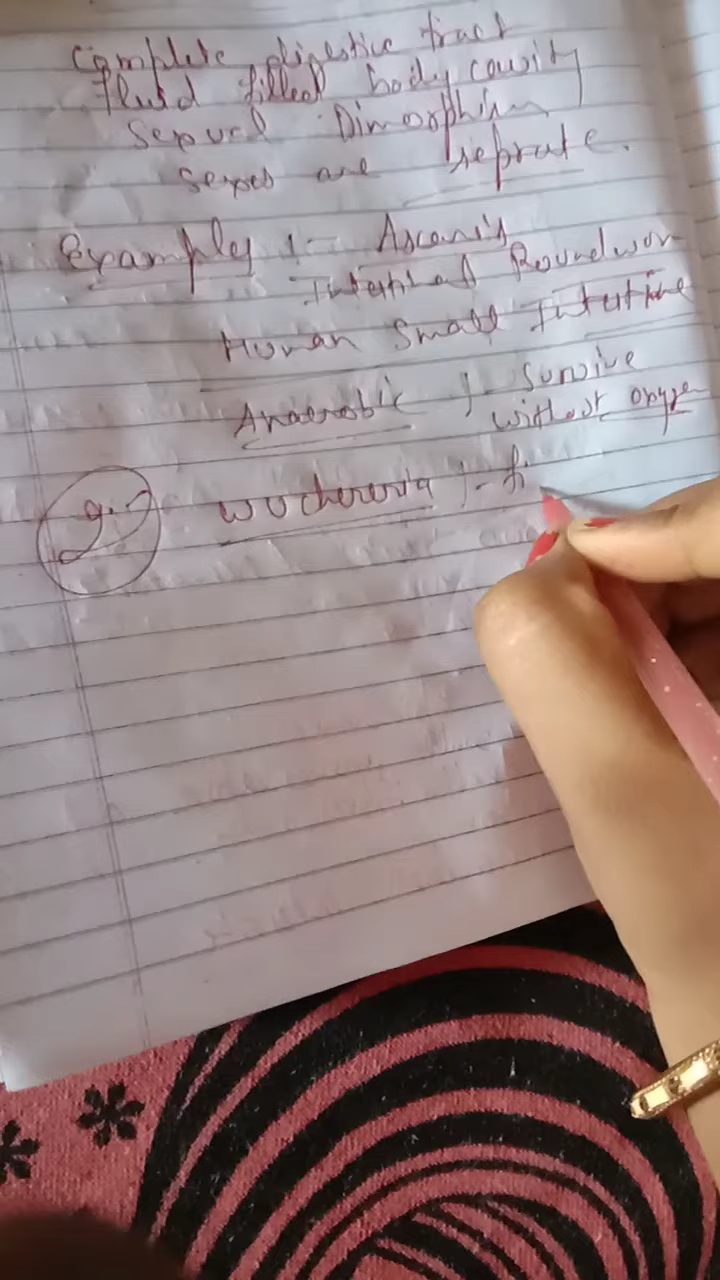 Complete digestive tract
fluid filled body cavity
Sexual Dimorphism
Sexes are seprate.
Example :- Ascaris
Intestinal Roundworm
Human Small Intestine
Anaerobic :- Survive
without oxygen
2. Wuchereria :- fi